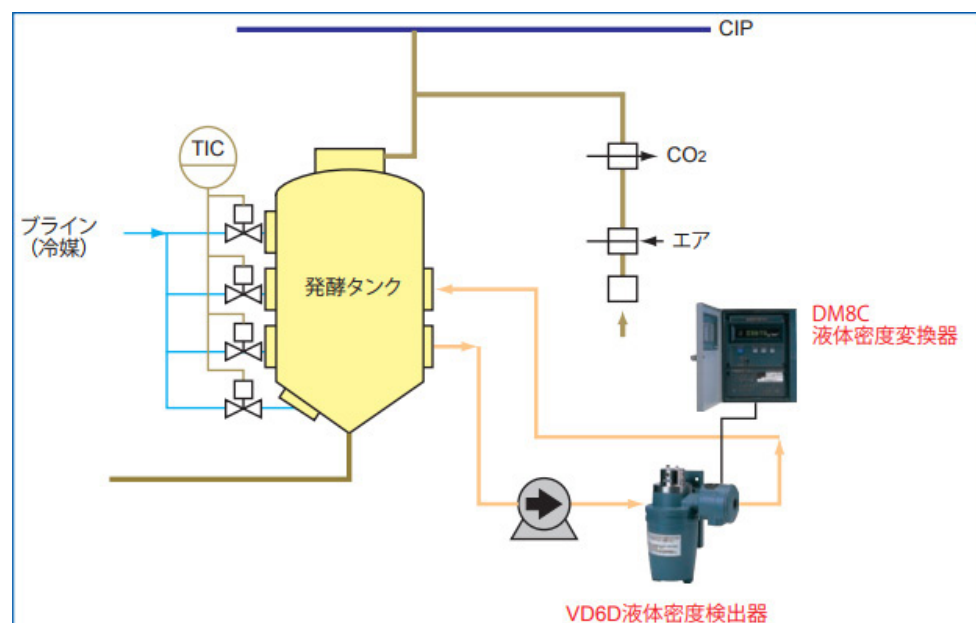 CIP
TIC
CO₂
ブライン
(冷媒)
エア
発酵タンク
DM8C
液体密度変換器
VD6D液体密度検出器